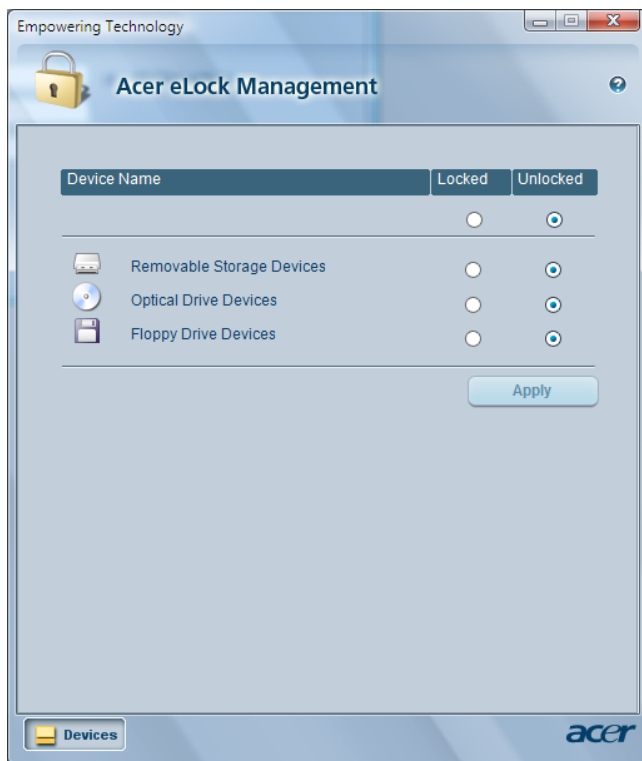 Empowering Technology
Acer eLock Management
Device Name Locked Unlocked
Removable Storage Devices
Optical Drive Devices
Floppy Drive Devices
Apply
Devices
acer